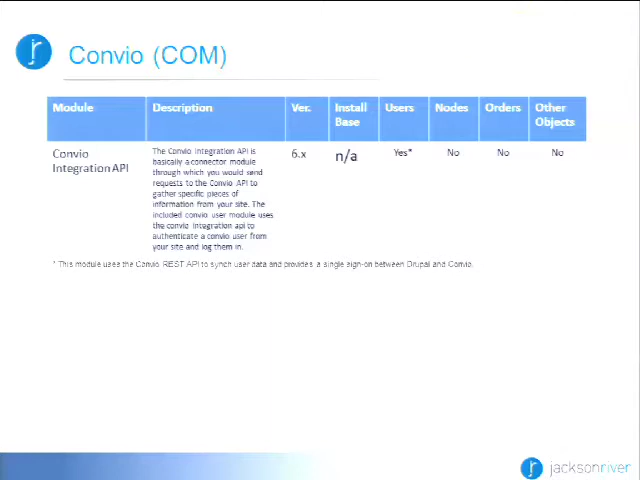 Convio (COM)
Module Description Ver. Install Base Users Nodes Orders Other Objects
Convio
Integration API
The Convio Integration API is
basically a connector module
through which you would send
requests to the Convio API to
gather specific pieces of
information from your site. The
included convio user module uses
the convio integration api to
authenticate a convio user from
your site and log them in.
6.x
n/a
Yes*
No
No
No
* This module uses the Convio REST API to synch user data and provides a single sign-on between Drupal and Convio.
jacksonriver